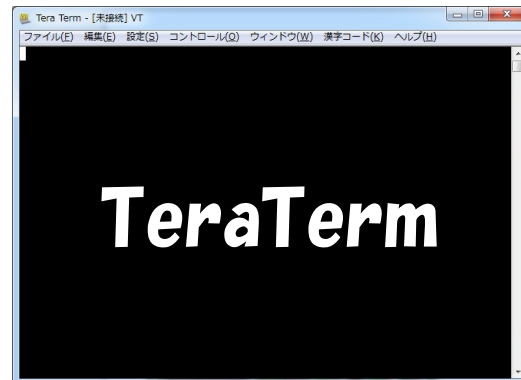 Tera Term - [未接続] VT
ファイル(F) 編集(E) 設定(S) コントロール(O) ウィンドウ(W) 漢字コード(K) ヘルプ(H)
TeraTerm